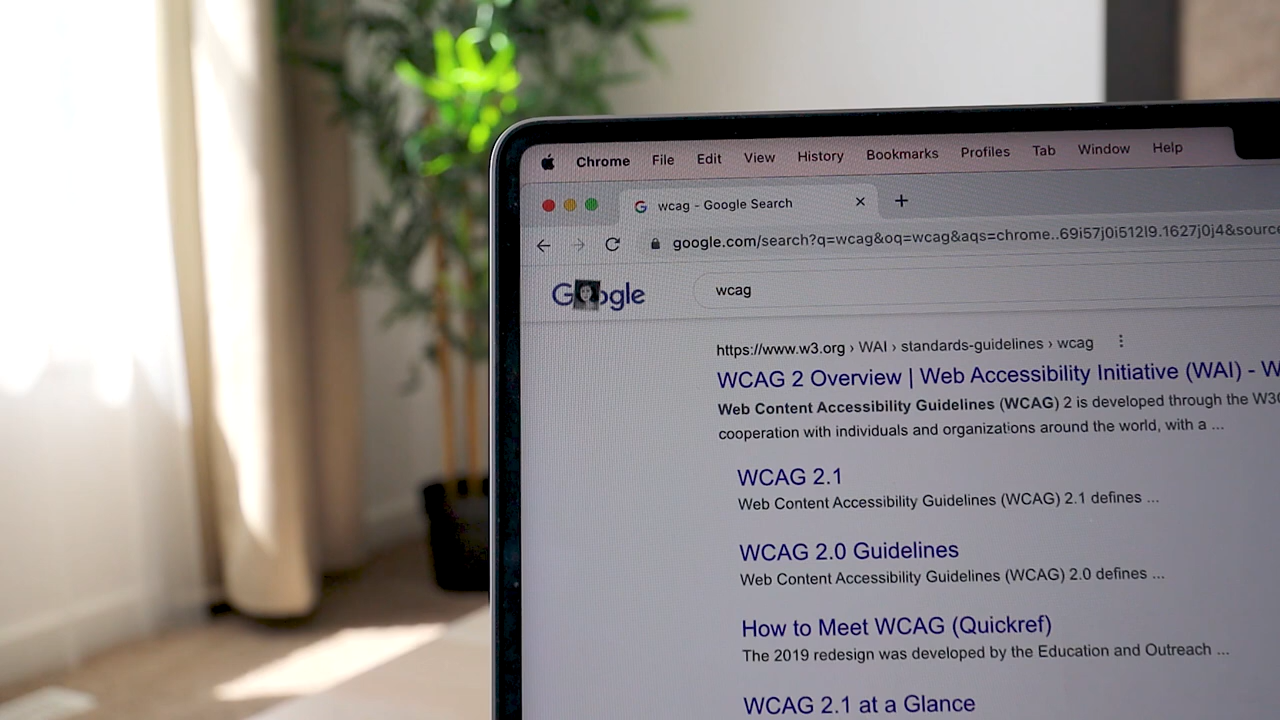 Chrome File Edit View History Bookmarks Profiles Tab Window Help
wcag - Google Search
google.com/search?q=wcag&oq=wcag&aqs=chrome..69i57j0i512l9.1627j0j4&source
G ogle
wcag
https://www.w3.org › WAI › standards-guidelines › wcag
WCAG 2 Overview | Web Accessibility Initiative (WAI) - W
Web Content Accessibility Guidelines (WCAG) 2 is developed through the W3C
cooperation with individuals and organizations around the world, with a ...
WCAG 2.1
Web Content Accessibility Guidelines (WCAG) 2.1 defines ...
WCAG 2.0 Guidelines
Web Content Accessibility Guidelines (WCAG) 2.0 defines ...
How to Meet WCAG (Quickref)
The 2019 redesign was developed by the Education and Outreach ...
WCAG 2.1 at a Glance